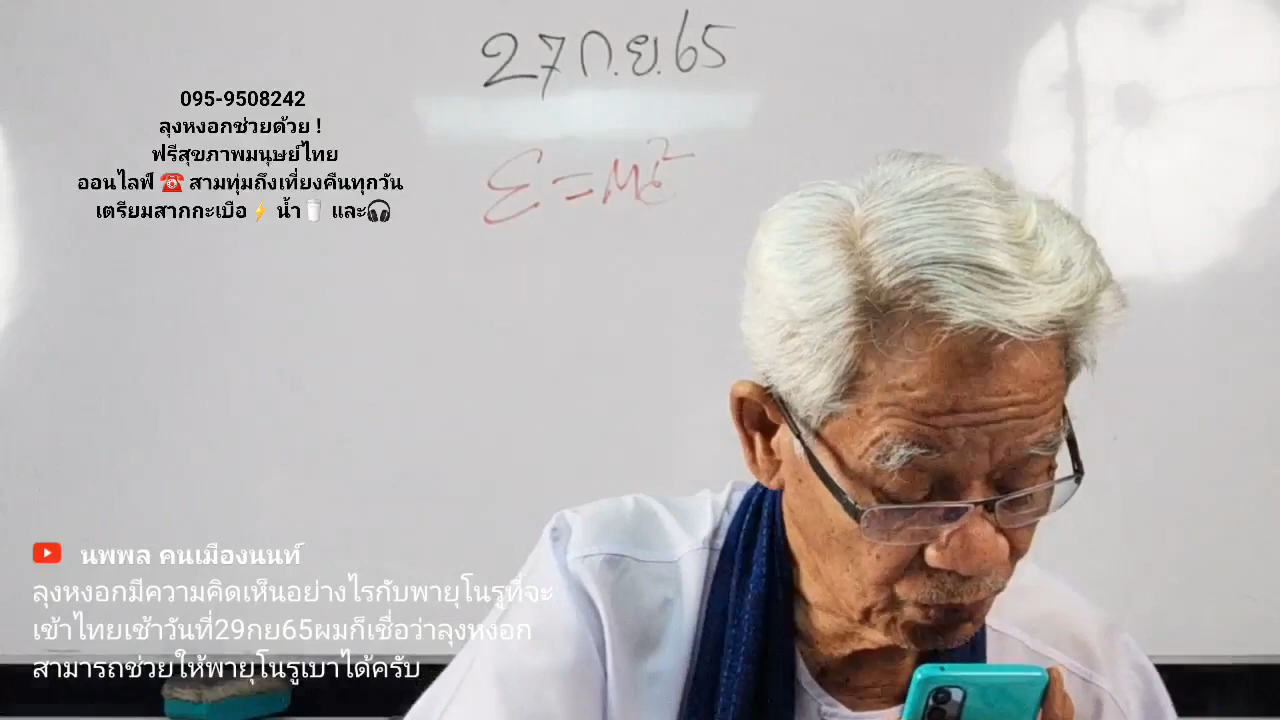 27 ก.ย. 65
095-9508242
ลุงหงอกช่วยด้วย !
ฟรีสุขภาพมนุษย์ไทย
ออนไลฟ์ ☎️ สามทุ่มถึงเที่ยงคืนทุกวัน
เตรียมสากกะเบือ⚡ น้ำ🥛 และ🎧
E = mc²
นพพล คนเมืองนนท์
ลุงหงอกมีความคิดเห็นอย่างไรกับพายุโนรูที่จะ
เข้าไทยเช้าวันที่29กย65ผมก็เชื่อว่าลุงหงอก
สามารถช่วยให้พายุโนรูเบาได้ครับ